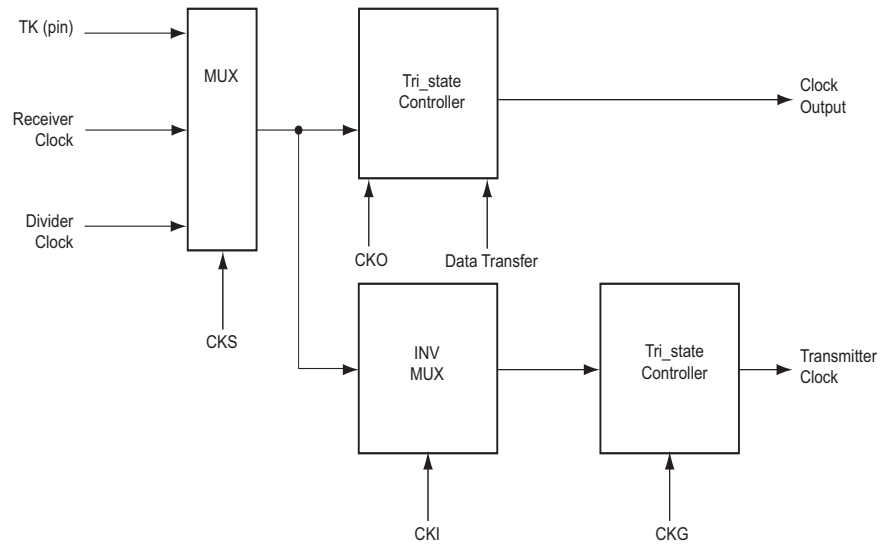 TK (pin)
MUX
Tri_state
Controller
Clock
Output
Receiver
Clock
Divider
Clock
CKO
Data Transfer
CKS
INV
MUX
Tri_state
Controller
Transmitter
Clock
CKI
CKG